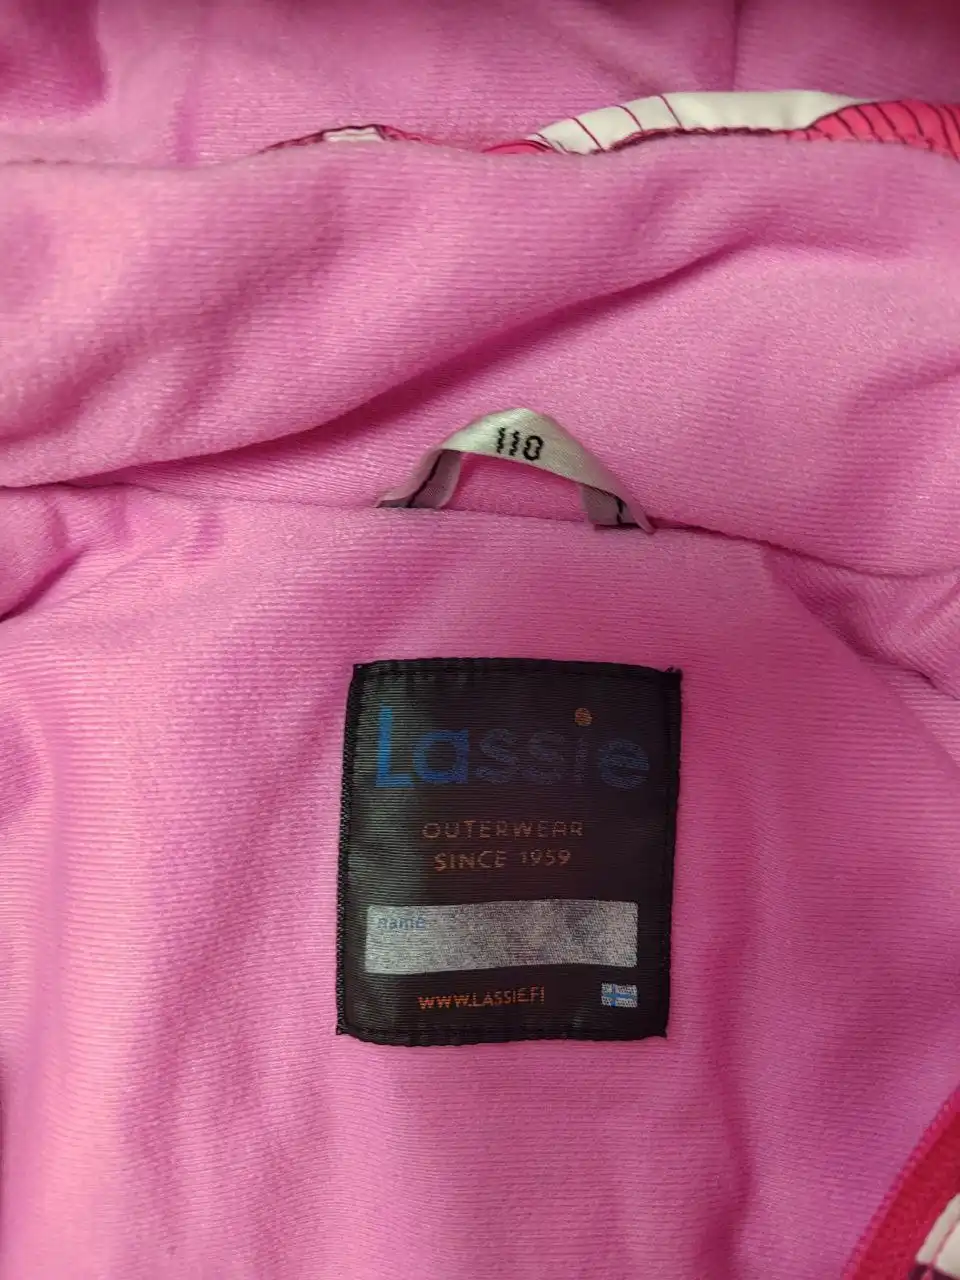 110
Lassie
OUTERWEAR
SINCE 1959
name
WWW.LASSIE.FI